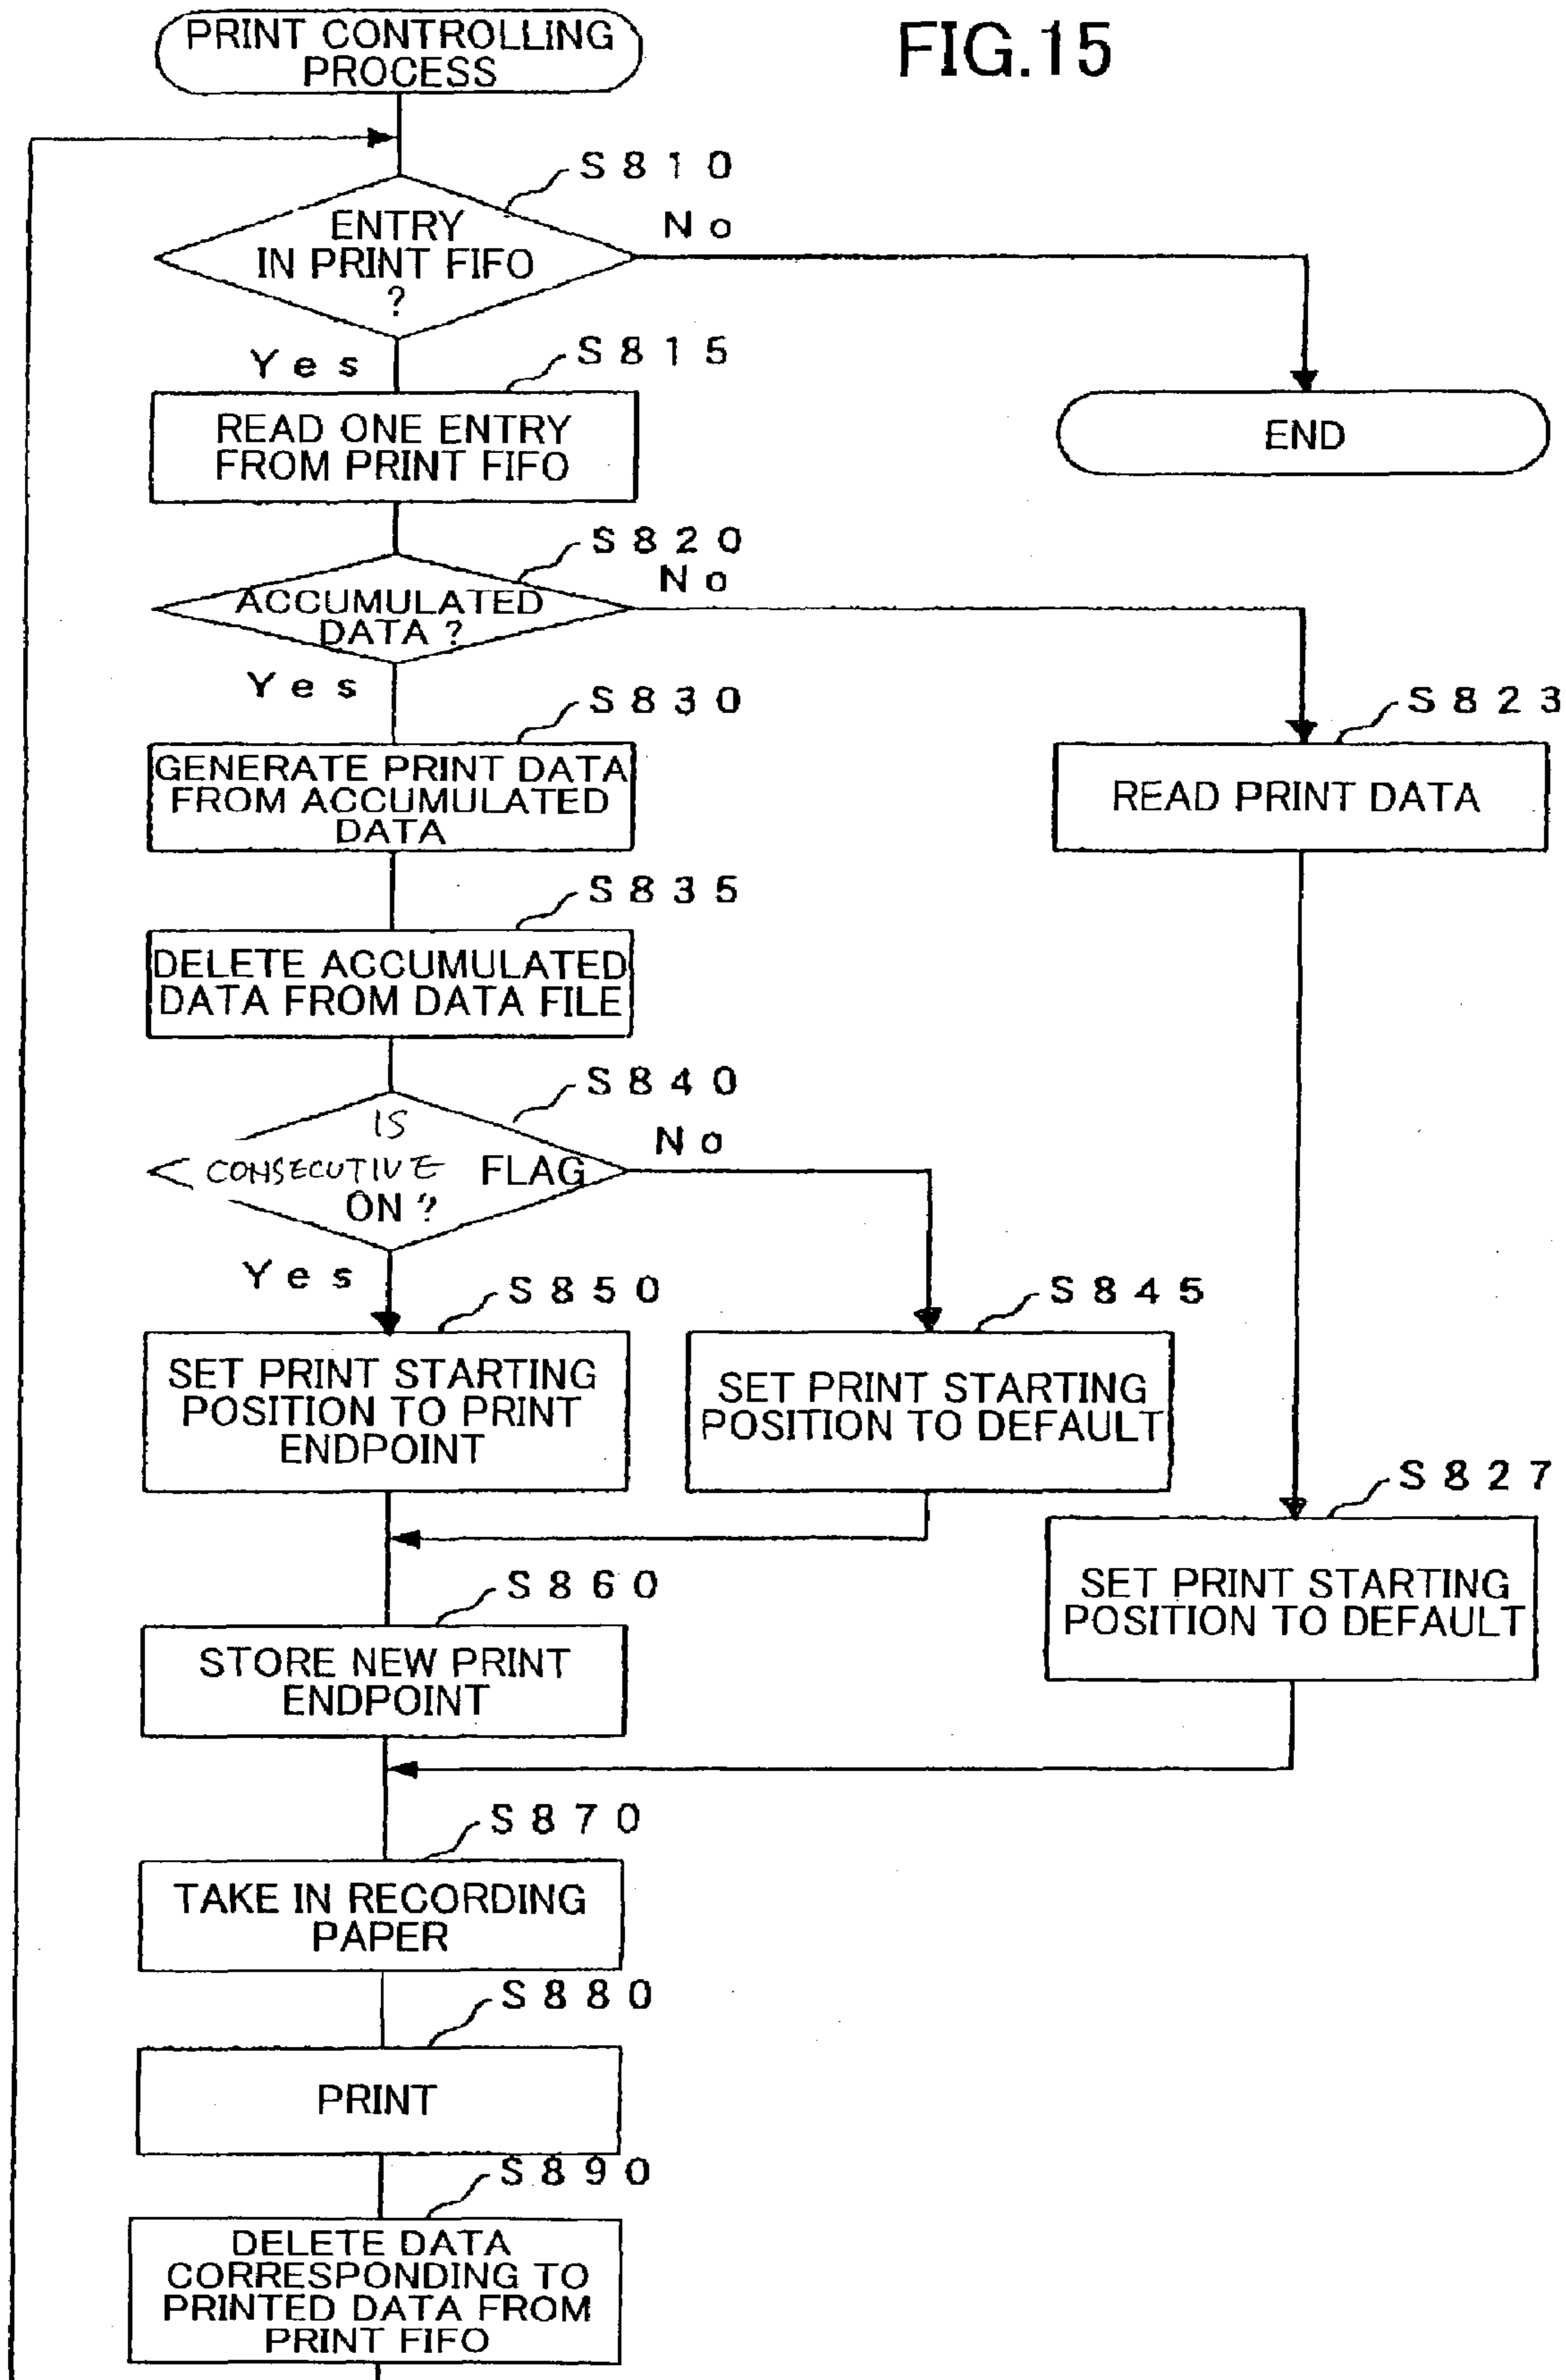 PRINT CONTROLLING
PROCESS
FIG.15
S810
ENTRY
IN PRINT FIFO
?
No
Yes
S815
READ ONE ENTRY
FROM PRINT FIFO
END
S820
ACCUMULATED
DATA ?
No
Yes
S830
GENERATE PRINT DATA
FROM ACCUMULATED
DATA
S823
READ PRINT DATA
S835
DELETE ACCUMULATED
DATA FROM DATA FILE
S840
IS
CONSECUTIVE FLAG
ON ?
No
Yes
S850
SET PRINT STARTING
POSITION TO PRINT
ENDPOINT
S845
SET PRINT STARTING
POSITION TO DEFAULT
S827
SET PRINT STARTING
POSITION TO DEFAULT
S860
STORE NEW PRINT
ENDPOINT
S870
TAKE IN RECORDING
PAPER
S880
PRINT
S890
DELETE DATA
CORRESPONDING TO
PRINTED DATA FROM
PRINT FIFO